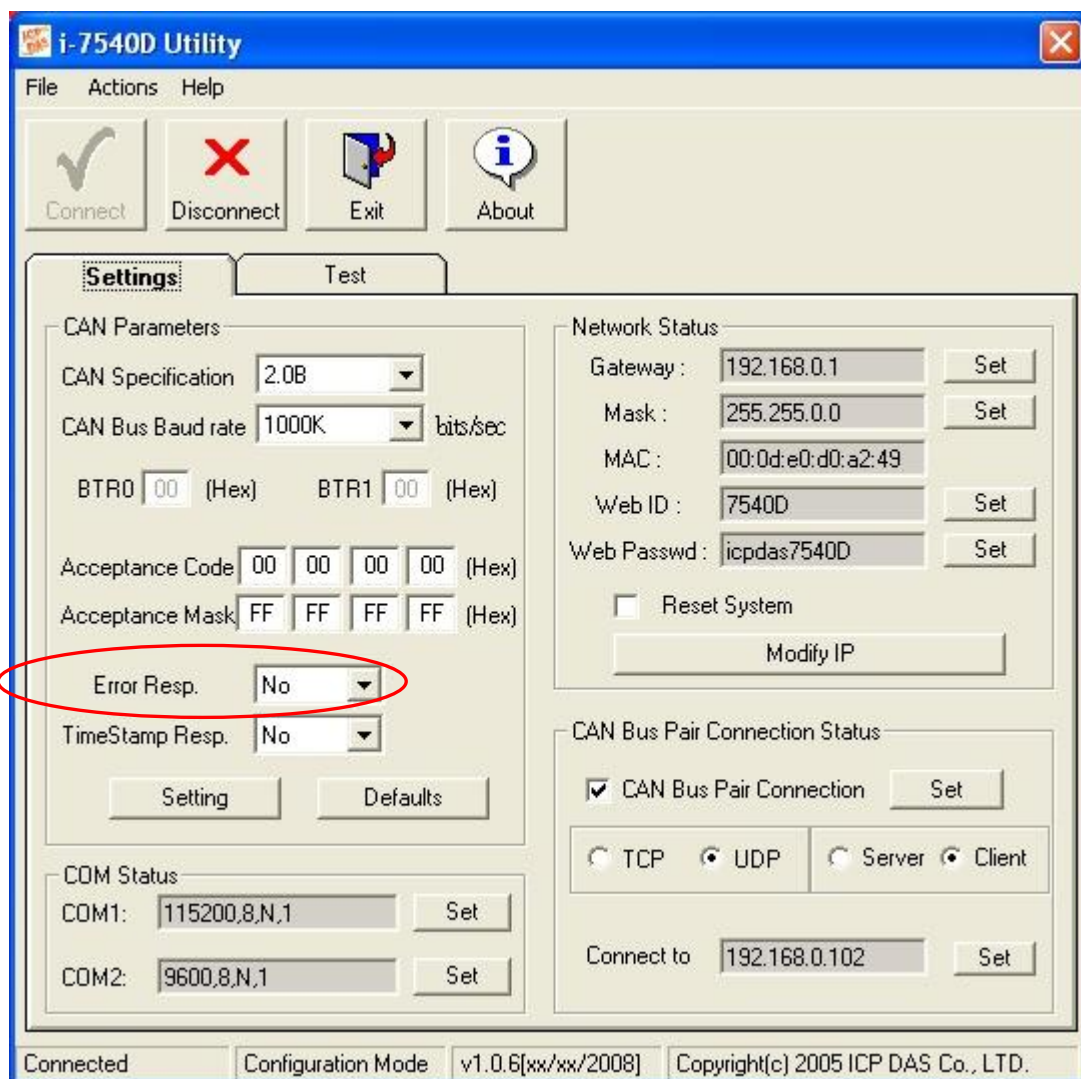 i-7540D Utility
File Actions Help
Connect Disconnect Exit About
Settings Test
CAN Parameters
CAN Specification 2.0B
CAN Bus Baud rate 1000K bits/sec
BTR0 00 (Hex) BTR1 00 (Hex)
Acceptance Code 00 00 00 00 (Hex)
Acceptance Mask FF FF FF FF (Hex)
Error Resp. No
TimeStamp Resp. No
Setting Defaults
COM Status
COM1: 115200,8,N,1 Set
COM2: 9600,8,N,1 Set
Network Status
Gateway : 192.168.0.1 Set
Mask : 255.255.0.0 Set
MAC : 00:0d:e0:d0:a2:49
Web ID : 7540D Set
Web Passwd : icpdas7540D Set
Reset System
Modify IP
CAN Bus Pair Connection Status
CAN Bus Pair Connection Set
TCP UDP Server Client
Connect to 192.168.0.102 Set
Connected Configuration Mode v1.0.6[xx/xx/2008] Copyright(c) 2005 ICP DAS Co., LTD.